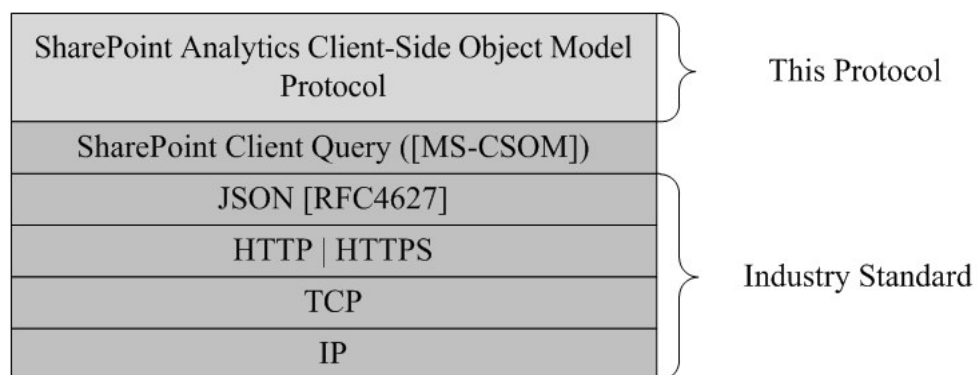 SharePoint Analytics Client-Side Object Model
Protocol
This Protocol
SharePoint Client Query ([MS-CSOM])
JSON [RFC4627]
HTTP | HTTPS
TCP
IP
Industry Standard